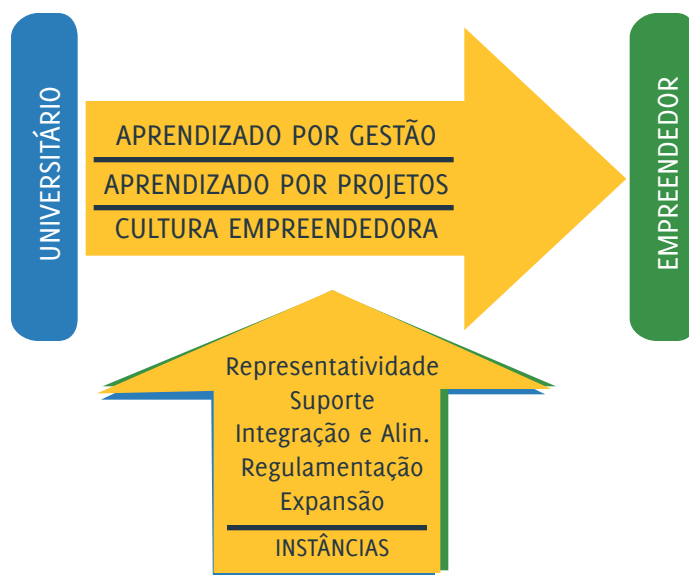 UNIVERSITÁRIO
APRENDIZADO POR GESTÃO
APRENDIZADO POR PROJETOS
CULTURA EMPREENDEDORA
EMPREENDEDOR
Representatividade
Suporte
Integração e Alin.
Regulamentação
Expansão
INSTÂNCIAS